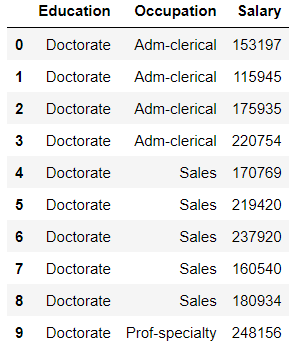 Education Occupation Salary
0 Doctorate Adm-clerical 153197
1 Doctorate Adm-clerical 115945
2 Doctorate Adm-clerical 175935
3 Doctorate Adm-clerical 220754
4 Doctorate Sales 170769
5 Doctorate Sales 219420
6 Doctorate Sales 237920
7 Doctorate Sales 160540
8 Doctorate Sales 180934
9 Doctorate Prof-specialty 248156